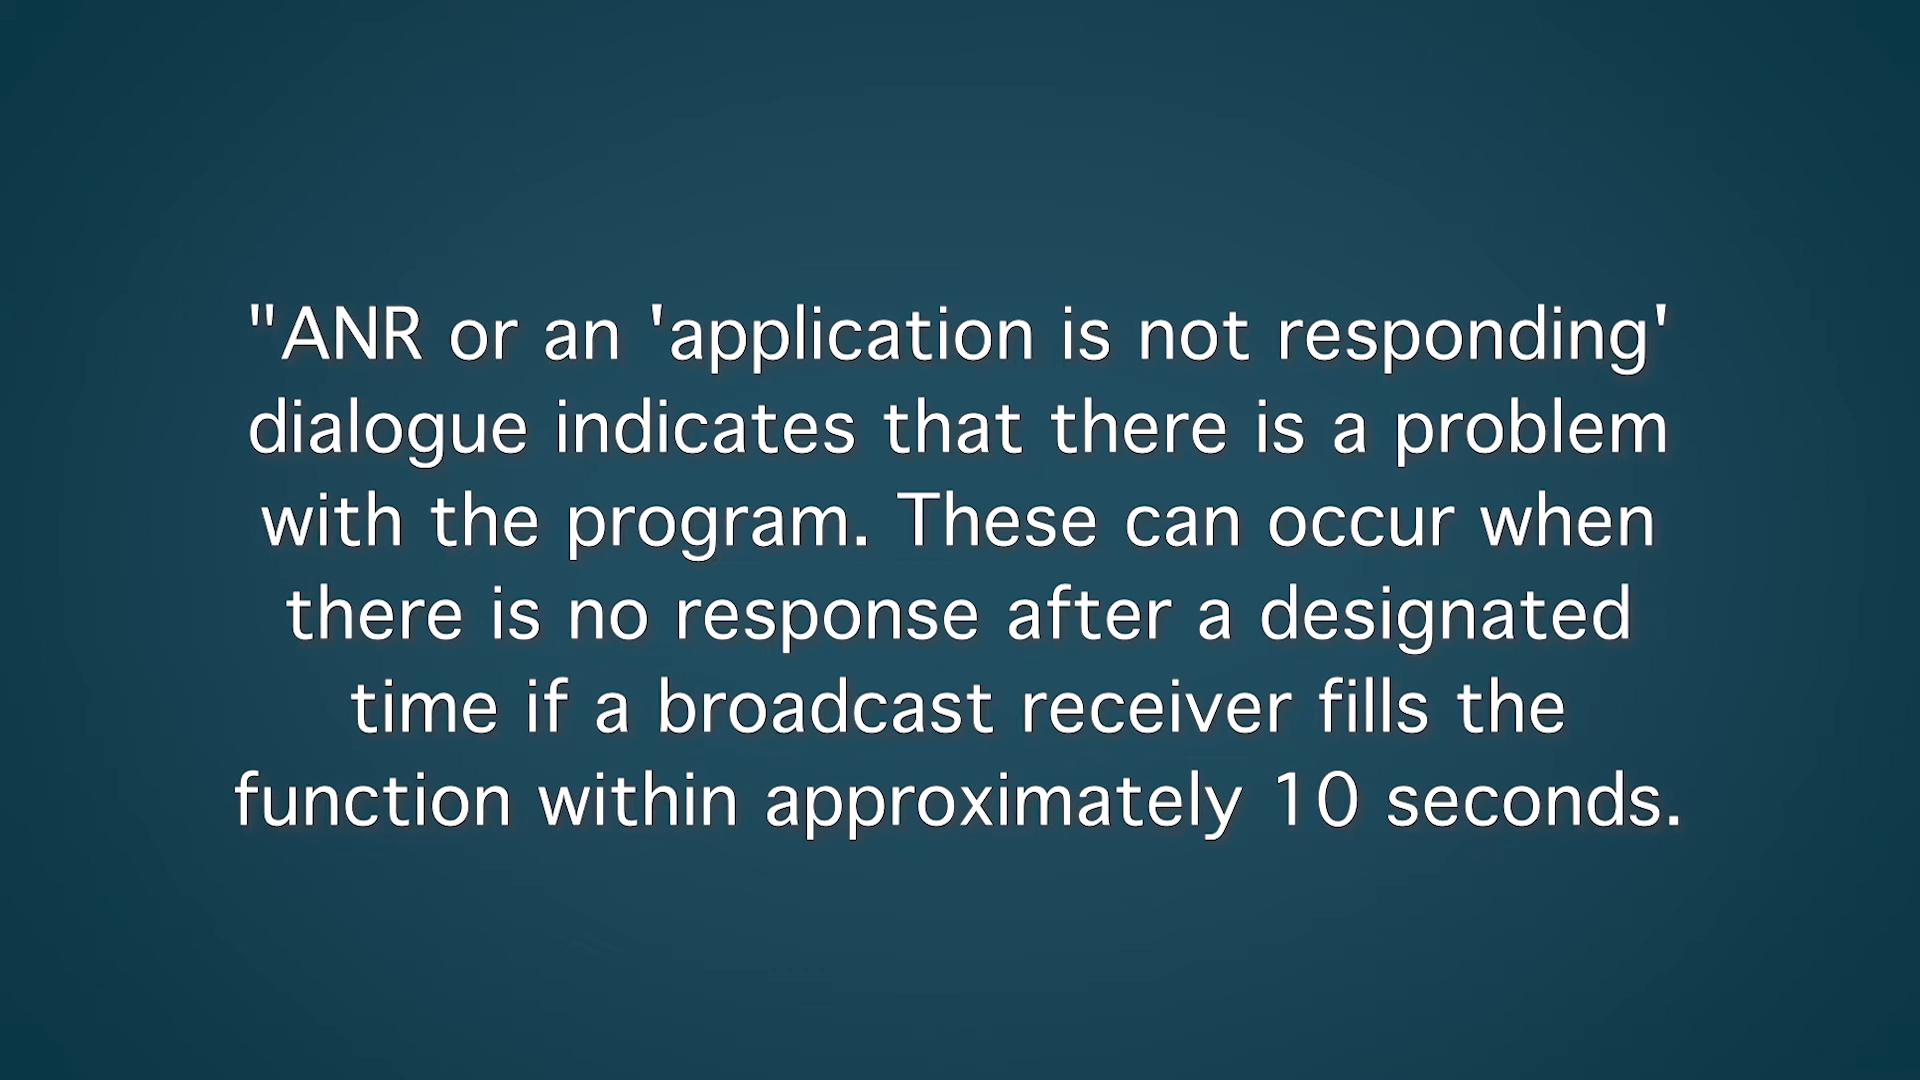 "ANR or an 'application is not responding'
dialogue indicates that there is a problem
with the program. These can occur when
there is no response after a designated
time if a broadcast receiver fills the
function within approximately 10 seconds.